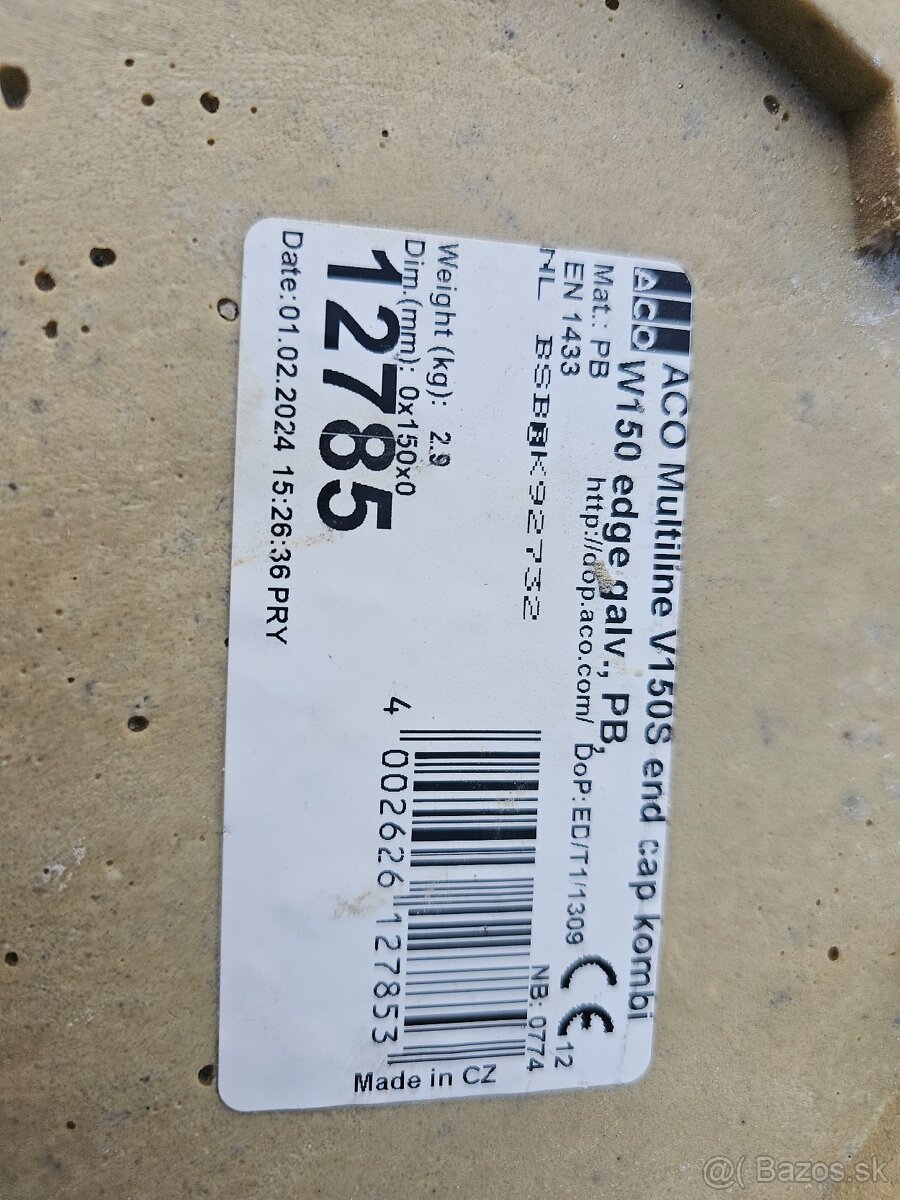 ACO Multiline V150S end cap kombi
ACO W150 edge galv., PB,
Mat.: PB http://dop.aco.com/ DoP: ED/T1/1309
EN 1433
12
NL NB: 0774
Weight (kg): 2.9
Dim.(mm): 0x150x0
12785
4 002626 127853
Date: 01.02.2024 15:26:36 PRY
Made in CZ
@( Bazos.sk